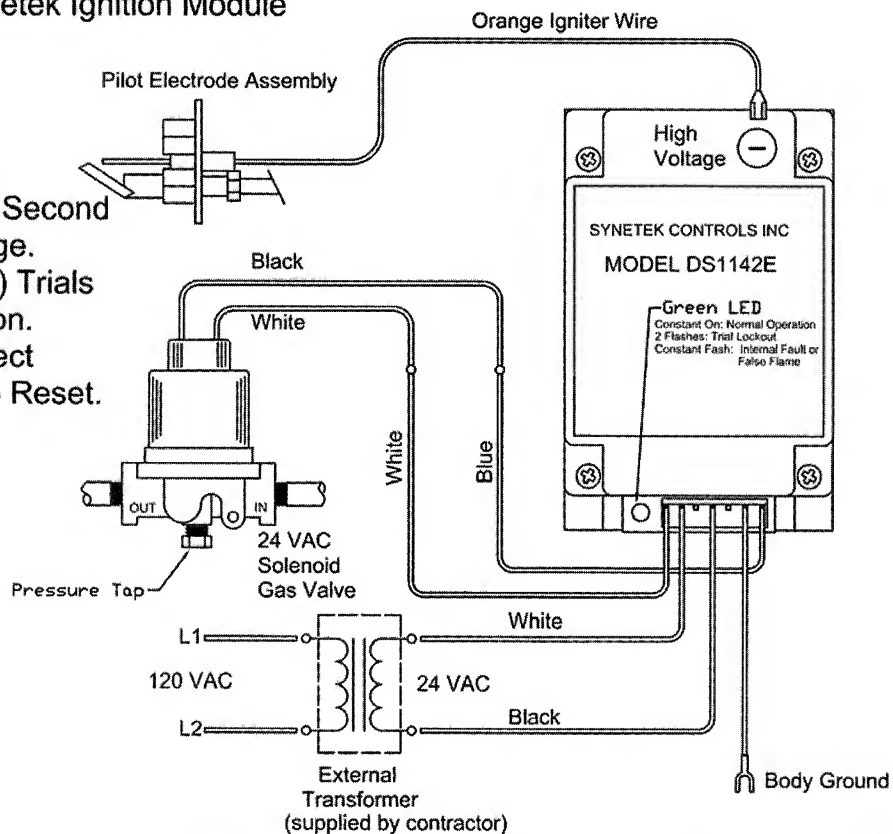 etek Ignition Module
Orange Igniter Wire
Pilot Electrode Assembly
High
Voltage
Second
ge.
) Trials
on.
ect
Reset.
SYNETEK CONTROLS INC
MODEL DS1142E
Green LED
Constant On: Normal Operation
2 Flashes: Trial Lockout
Constant Fash: Internal Fault or
False Flame
Black
White
White
Blue
OUT
IN
24 VAC
Solenoid
Gas Valve
Pressure Tap
White
L1
120 VAC
24 VAC
L2
Black
External
Transformer
(supplied by contractor)
Body Ground